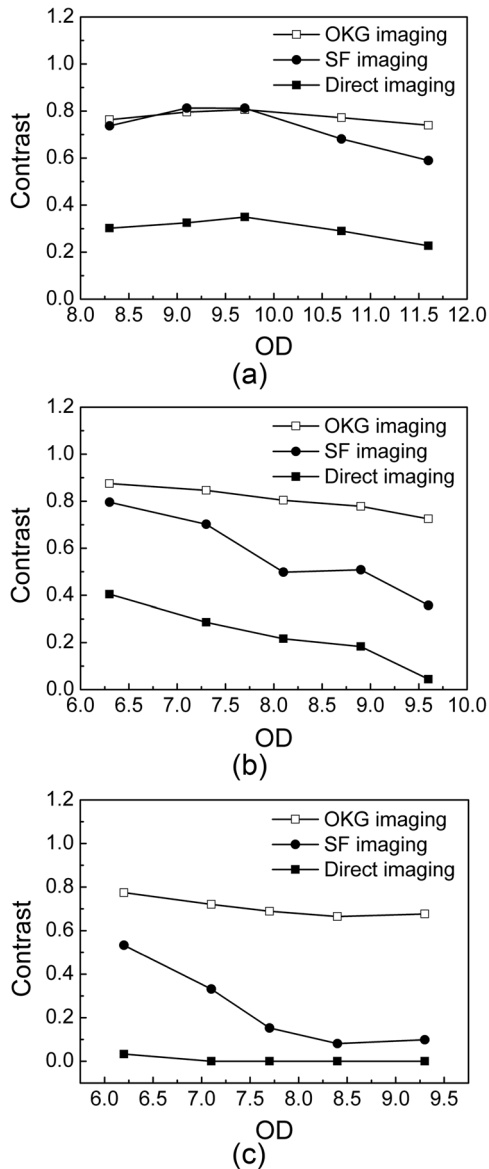 1.2
1.0
0.8
0.6
0.4
0.2
0.0
Contrast
OKG imaging
SF imaging
Direct imaging
8.0 8.5 9.0 9.5 10.0 10.5 11.0 11.5 12.0
OD
(a)
1.2
1.0
0.8
0.6
0.4
0.2
0.0
Contrast
OKG imaging
SF imaging
Direct imaging
6.0 6.5 7.0 7.5 8.0 8.5 9.0 9.5 10.0
OD
(b)
1.2
1.0
0.8
0.6
0.4
0.2
0.0
Contrast
OKG imaging
SF imaging
Direct imaging
6.0 6.5 7.0 7.5 8.0 8.5 9.0 9.5
OD
(c)